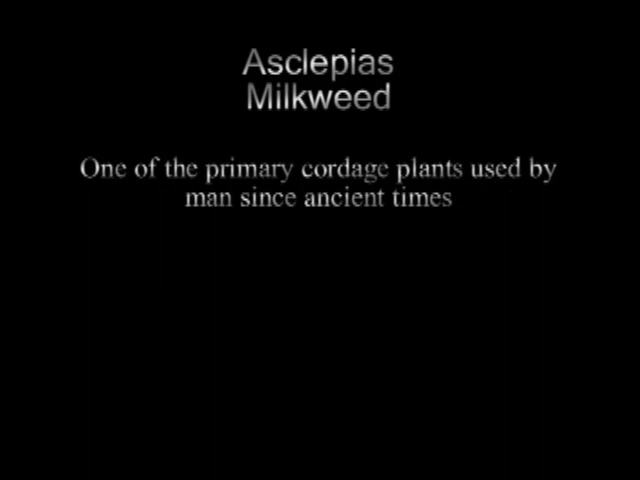 Asclepias
Milkweed
One of the primary cordage plants used by
man since ancient times